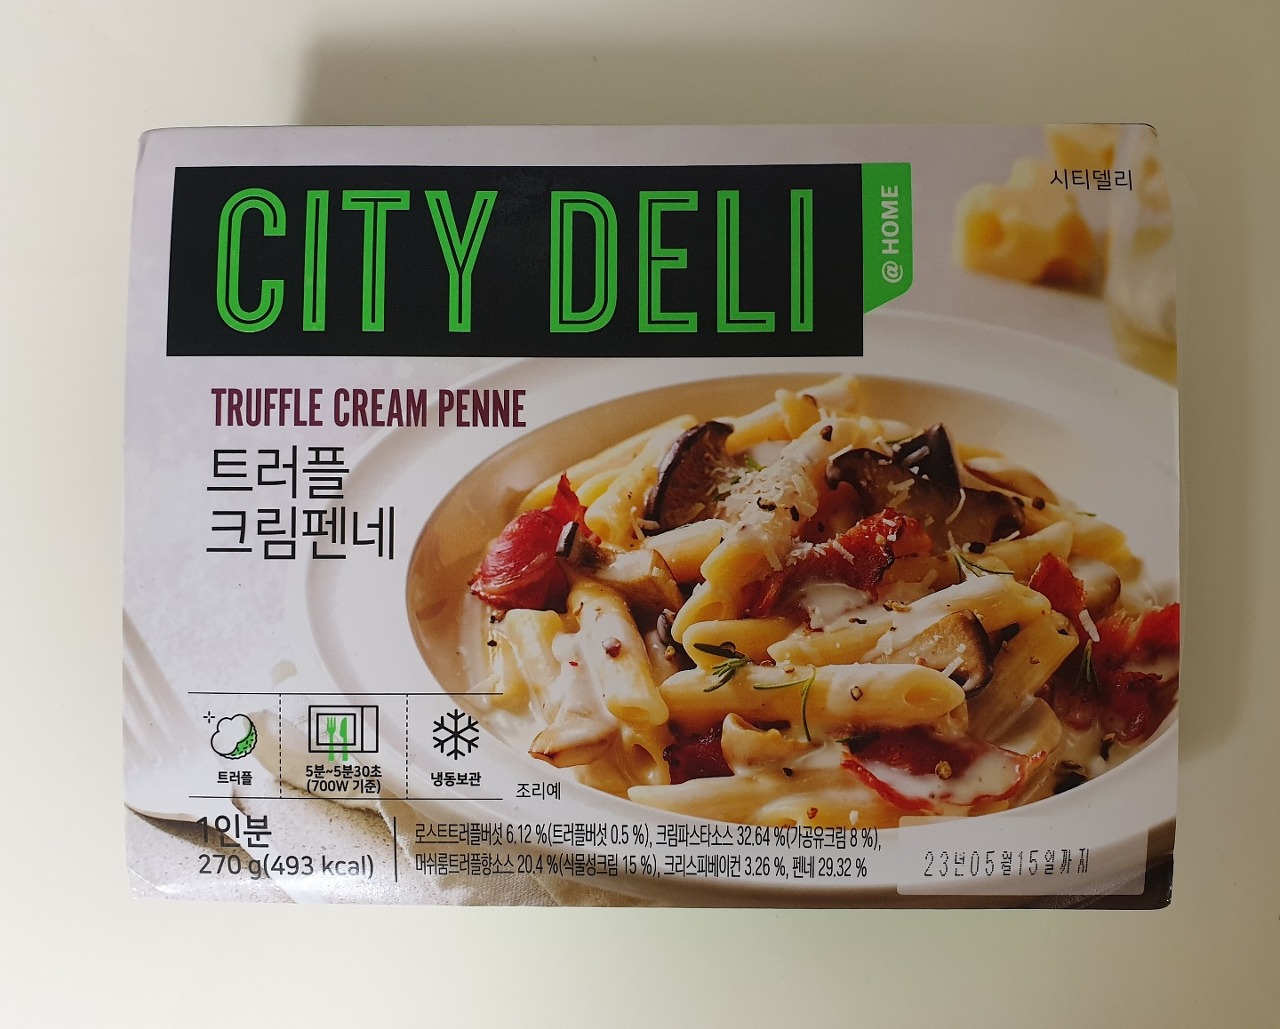 CITY DELI
@ HOME
시티델리
TRUFFLE CREAM PENNE
트러플
크림펜네
트러플
5분~5분30초
(700W 기준)
냉동보관
조리예
1인분
270 g(493 kcal)
로스트트러플버섯 6.12 %(트러플버섯 0.5 %), 크림파스타소스 32.64 %(가공유크림 8 %),
머쉬룸트러플향소스 20.4 %(식물성크림 15 %), 크리스피베이컨 3.26 %, 펜네 29.32 %
23년05월15일까지